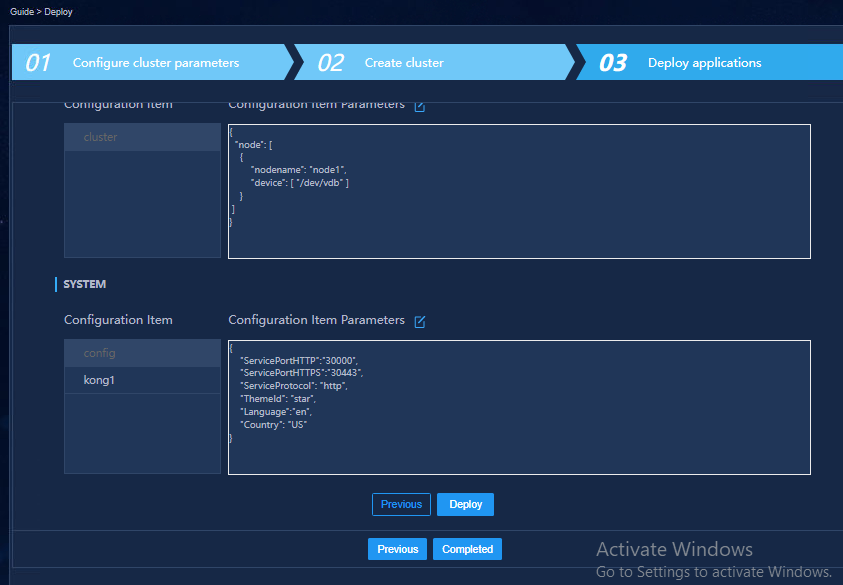 Guide > Deploy
01 Configure cluster parameters 02 Create cluster 03 Deploy applications
Configuration Item Configuration Item Parameters
cluster
{
"node": [
{
"nodename": "node1",
"device": [ "/dev/vdb" ]
}
]
}
SYSTEM
Configuration Item Configuration Item Parameters
config
kong1
{
"ServicePortHTTP":"30000",
"ServicePortHTTPS":"30443",
"ServiceProtocol": "http",
"ThemeId": "star",
"Language":"en",
"Country": "US"
}
Previous Deploy
Previous Completed
Activate Windows
Go to Settings to activate Windows.